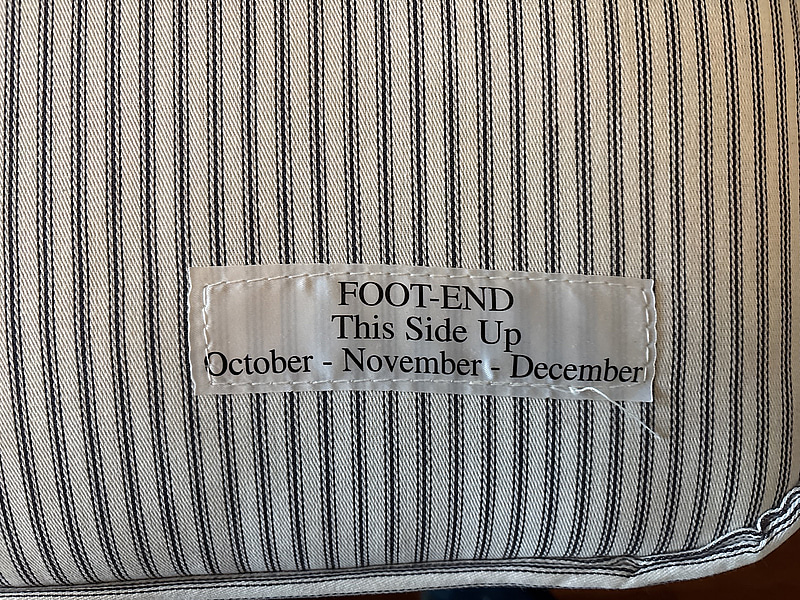 FOOT-END
This Side Up
October - November - December